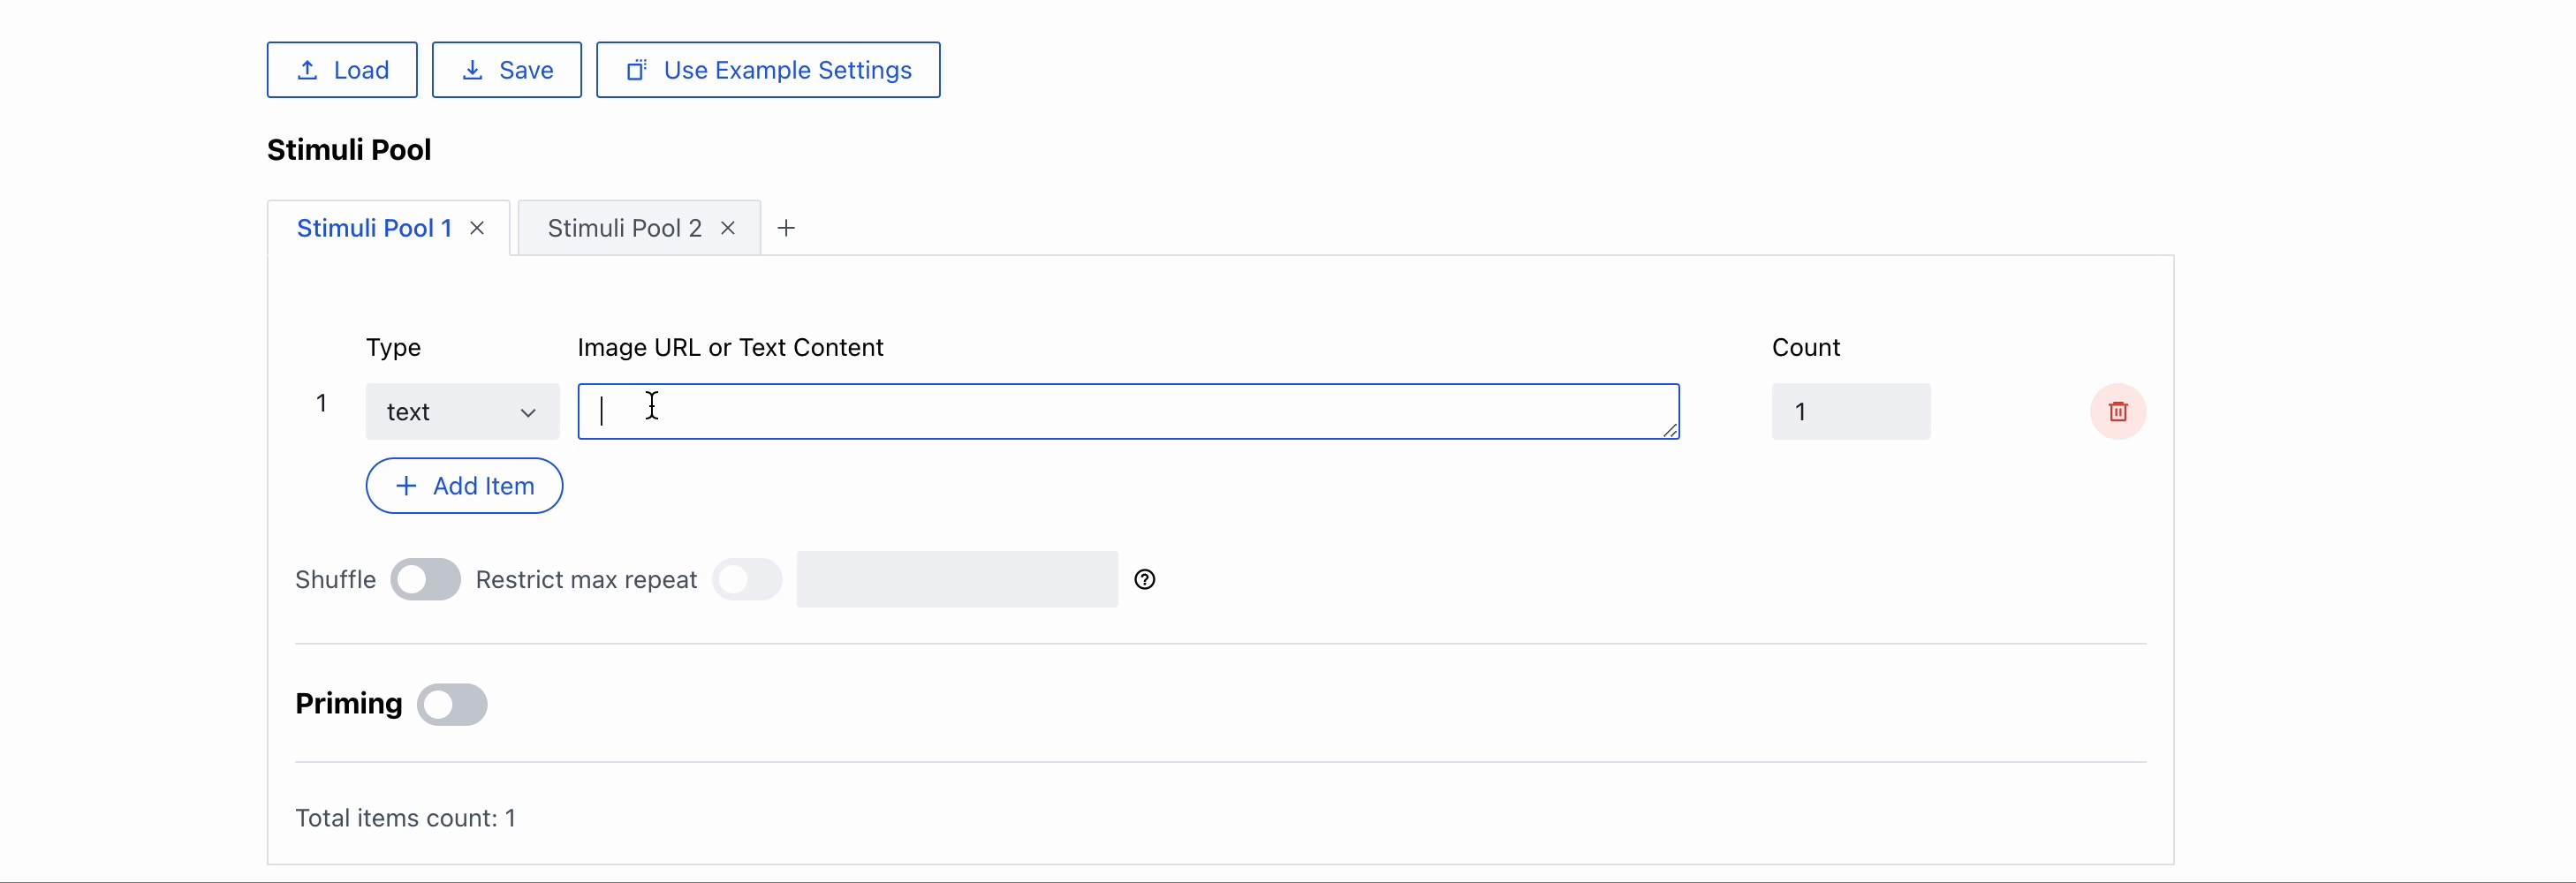 Load Save Use Example Settings
Stimuli Pool
Stimuli Pool 1 Stimuli Pool 2
Type Image URL or Text Content Count
1 text 1
Add Item
Shuffle Restrict max repeat
Priming
Total items count: 1